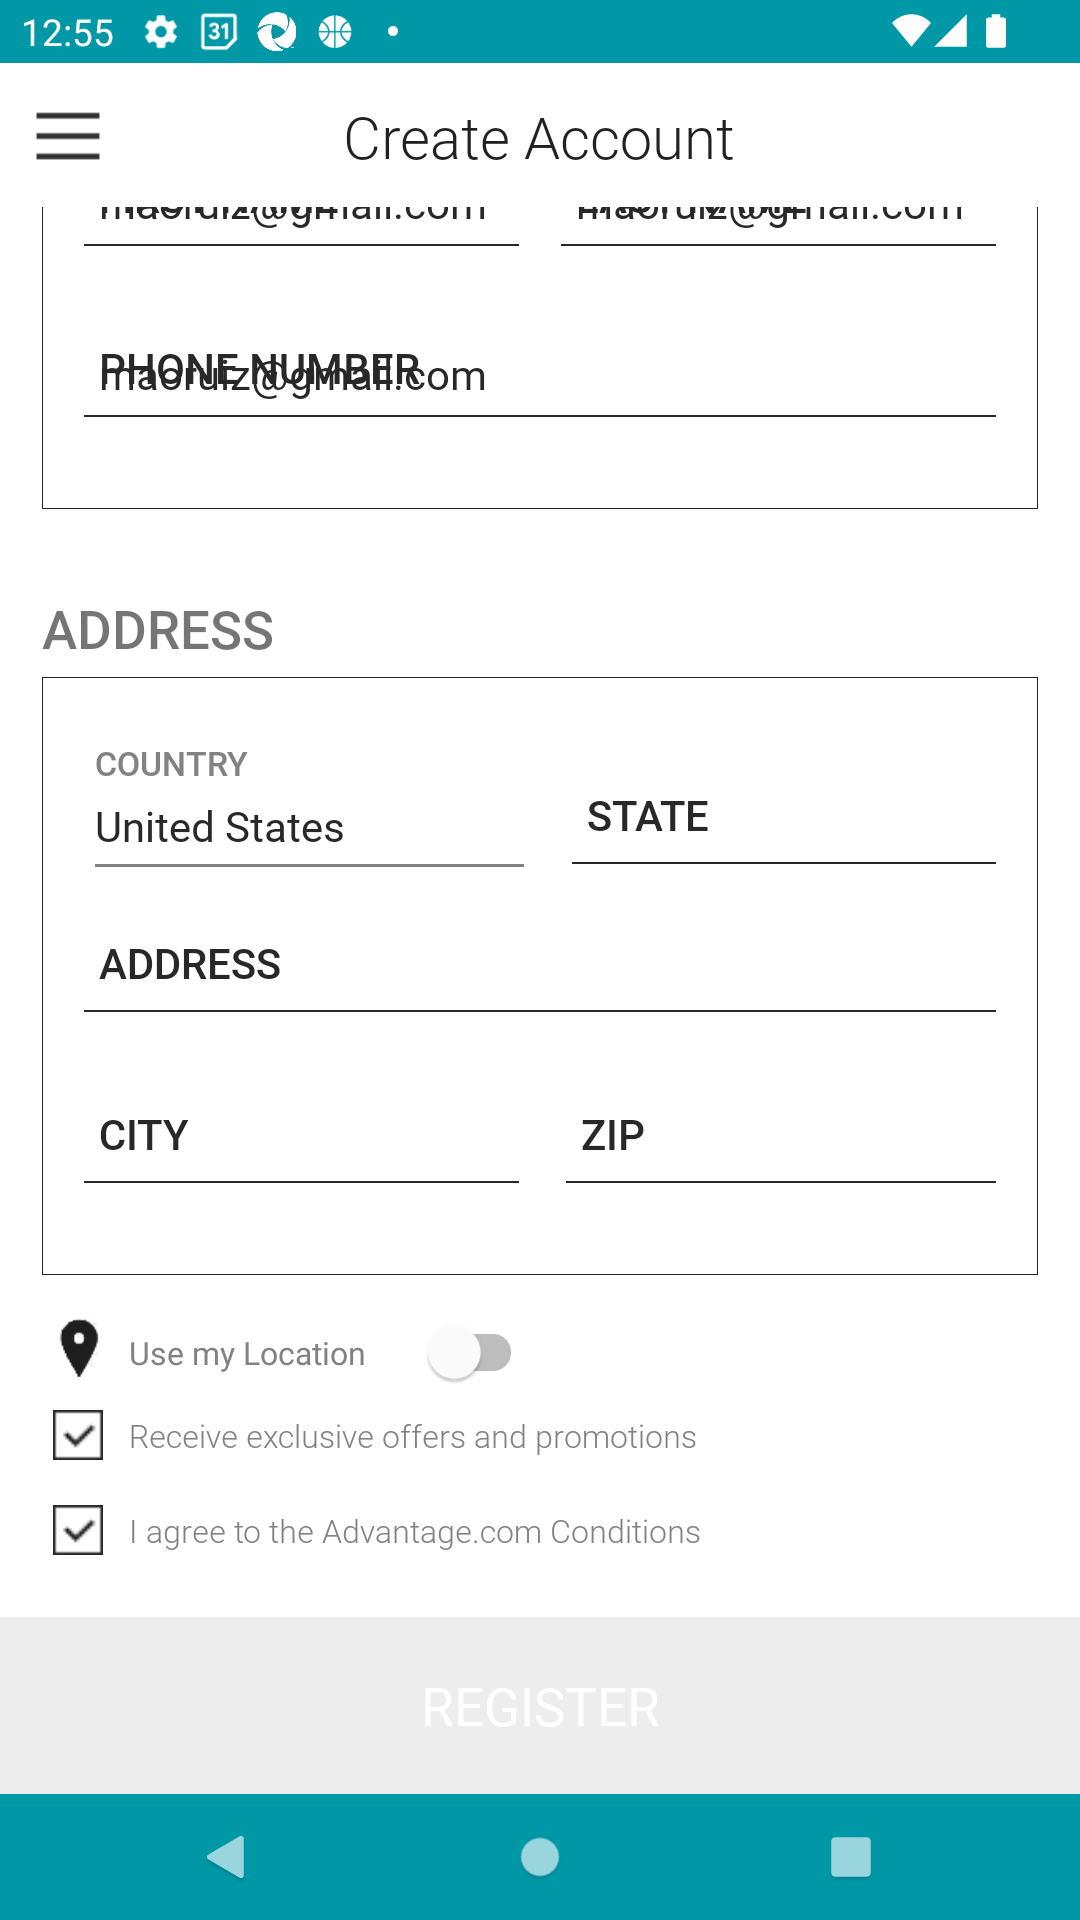 12:55
31
Create Account
maoruiz@gmail.com maoruiz@gmail.com
PHONE NUMBER
maoruiz@gmail.com
ADDRESS
COUNTRY
United States
STATE
ADDRESS
CITY ZIP
Use my Location
Receive exclusive offers and promotions
I agree to the Advantage.com Conditions
REGISTER